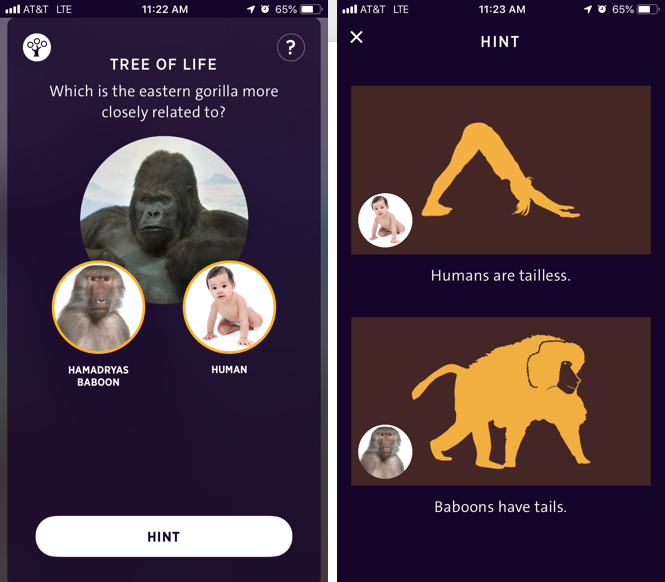 AT&T LTE 11:22 AM 65%
?
TREE OF LIFE
Which is the eastern gorilla more
closely related to?
HAMADRYAS
BABOON
HUMAN
HINT
AT&T LTE 11:23 AM 65%
HINT
Humans are tailless.
Baboons have tails.